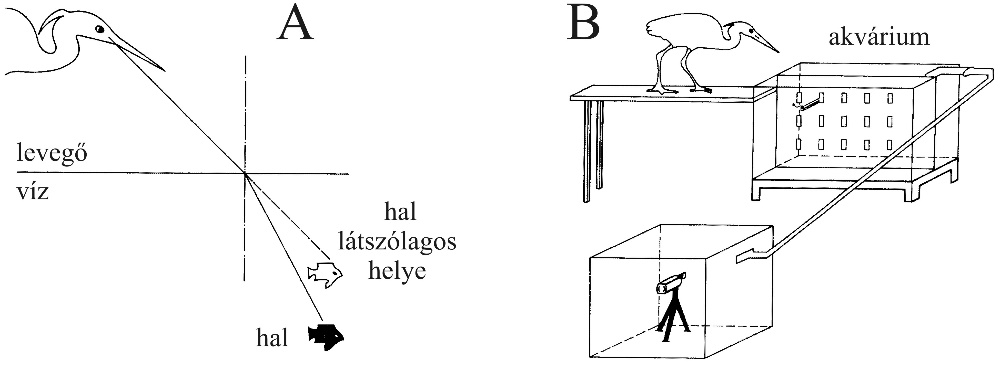 A
levegő
víz
hal
látszólagos
helye
hal
B
akvárium